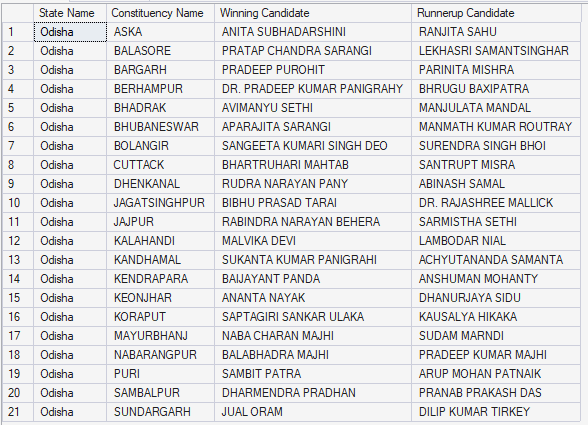 State Name Constituency Name Winning Candidate Runnerup Candidate
1 Odisha ASKA ANITA SUBHADARSHINI RANJITA SAHU
2 Odisha BALASORE PRATAP CHANDRA SARANGI LEKHASRI SAMANTSINGHAR
3 Odisha BARGARH PRADEEP PUROHIT PARINITA MISHRA
4 Odisha BERHAMPUR DR. PRADEEP KUMAR PANIGRAHY BHRUGU BAXIPATRA
5 Odisha BHADRAK AVIMANYU SETHI MANJULATA MANDAL
6 Odisha BHUBANESWAR APARAJITA SARANGI MANMATH KUMAR ROUTRAY
7 Odisha BOLANGIR SANGEETA KUMARI SINGH DEO SURENDRA SINGH BHOI
8 Odisha CUTTACK BHARTRUHARI MAHTAB SANTRUPT MISRA
9 Odisha DHENKANAL RUDRA NARAYAN PANY ABINASH SAMAL
10 Odisha JAGATSINGHPUR BIBHU PRASAD TARAI DR. RAJASHREE MALLICK
11 Odisha JAJPUR RABINDRA NARAYAN BEHERA SARMISTHA SETHI
12 Odisha KALAHANDI MALVIKA DEVI LAMBODAR NIAL
13 Odisha KANDHAMAL SUKANTA KUMAR PANIGRAHI ACHYUTANANDA SAMANTA
14 Odisha KENDRAPARA BAIJAYANT PANDA ANSHUMAN MOHANTY
15 Odisha KEONJHAR ANANTA NAYAK DHANURJAYA SIDU
16 Odisha KORAPUT SAPTAGIRI SANKAR ULAKA KAUSALYA HIKAKA
17 Odisha MAYURBHANJ NABA CHARAN MAJHI SUDAM MARNDI
18 Odisha NABARANGPUR BALABHADRA MAJHI PRADEEP KUMAR MAJHI
19 Odisha PURI SAMBIT PATRA ARUP MOHAN PATNAIK
20 Odisha SAMBALPUR DHARMENDRA PRADHAN PRANAB PRAKASH DAS
21 Odisha SUNDARGARH JUAL ORAM DILIP KUMAR TIRKEY